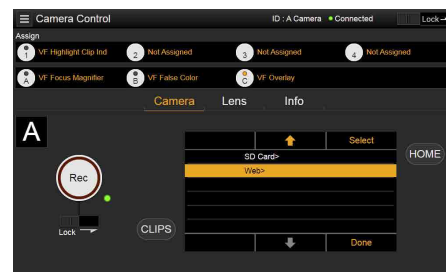 Camera Control ID : A Camera Connected Lock
Assign
1 VF Highlight Clip Ind 2 Not Assigned 3 Not Assigned 4 Not Assigned
A VF Focus Magnifier B VF False Color C VF Overlay
Camera Lens Info
A
Select
SD Card>
HOME
Web>
Rec
CLIPS
Lock
Done